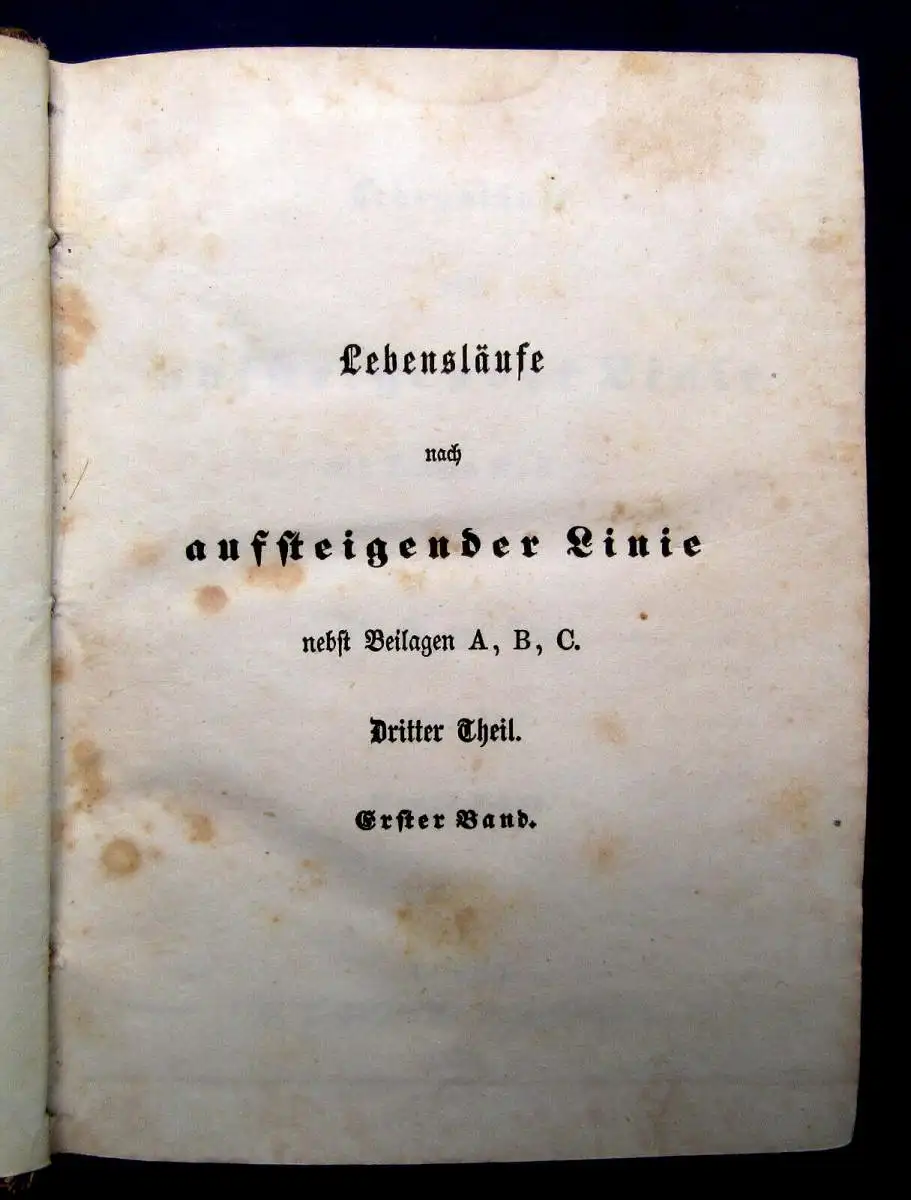 Lebensläufe
nach
aufsteigender Linie
nebst Beilagen A, B, C.
Dritter Theil.
Erster Band.